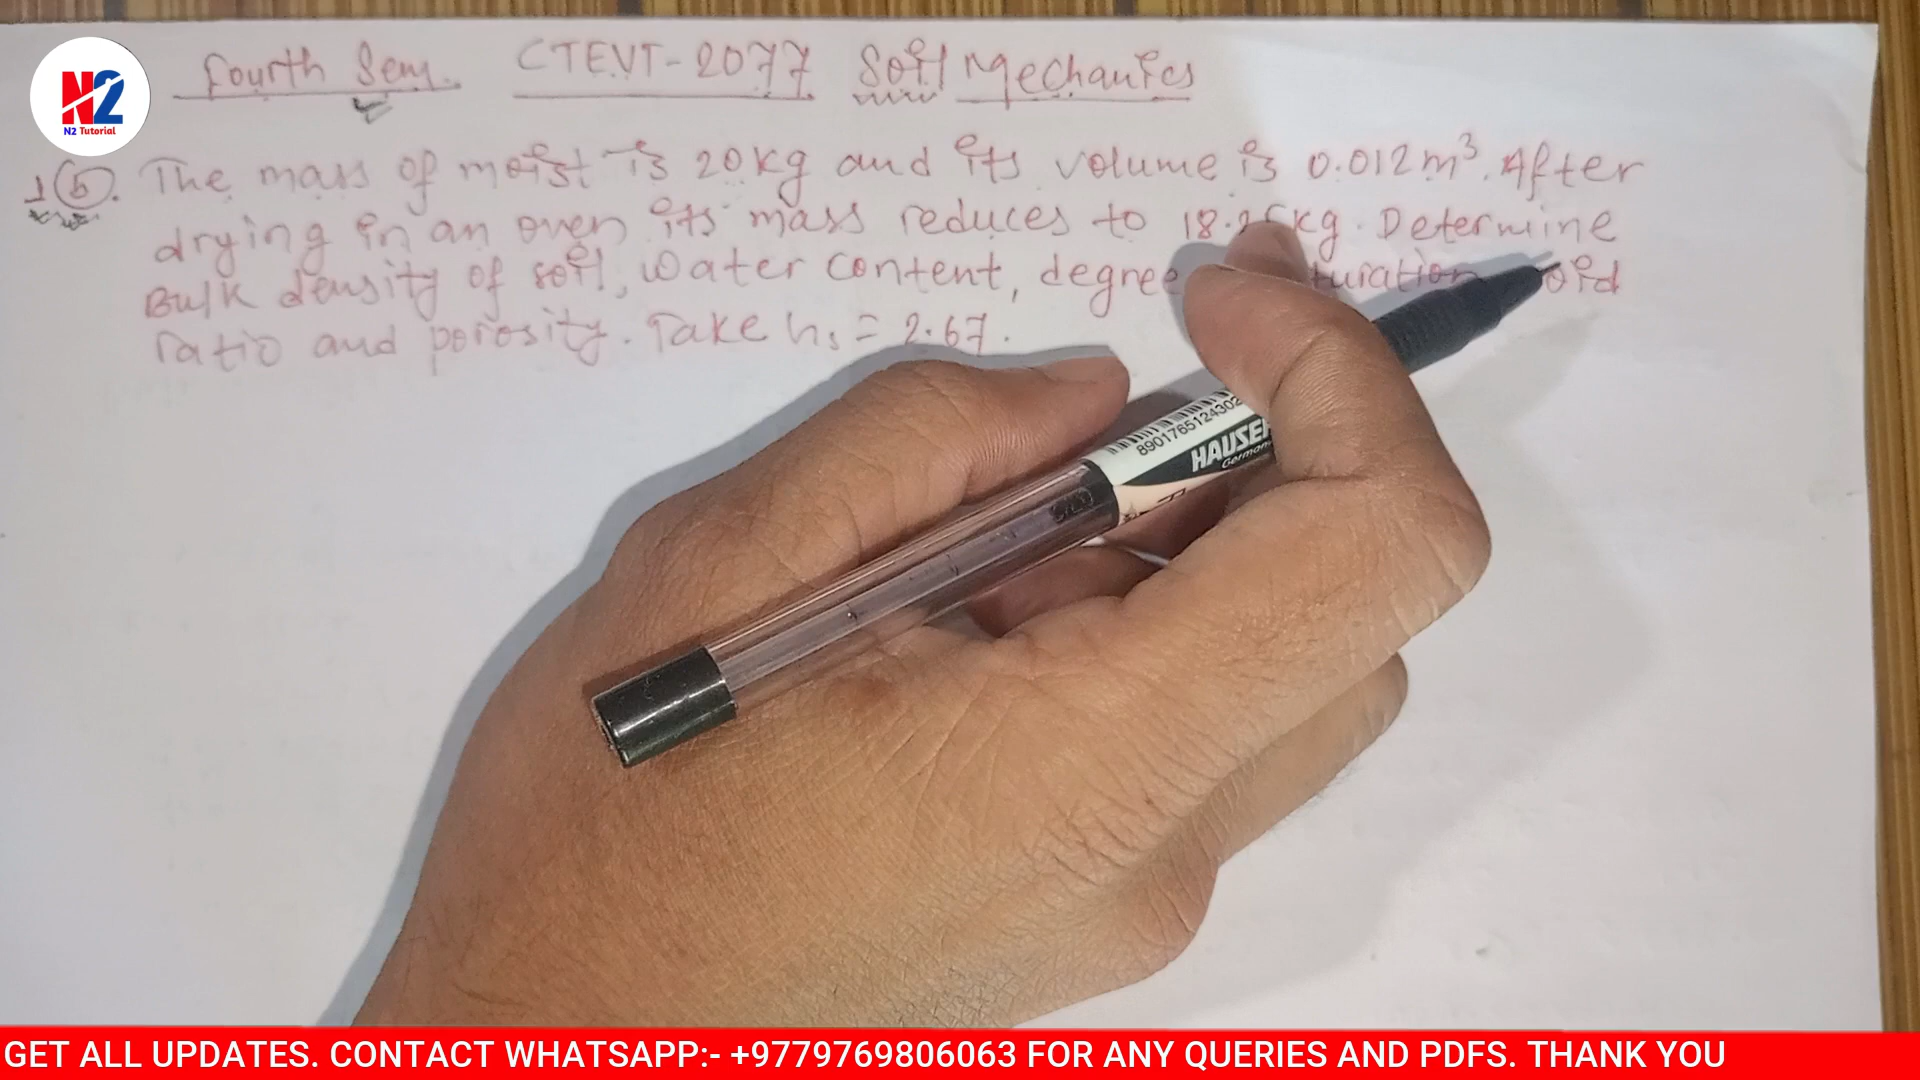 N2
N2 Tutorial
Fourth Sem. CTEVT-2077 Soil Mechanics
1(b). The mass of moist is 20kg and its volume is 0.012m³. After
drying in an oven its mass reduces to kg. Determine
Bulk density of soil, water content, degree
ratio and porosity. Take hs = 2.67.
8901765124302
HAUSER
Germany
GET ALL UPDATES. CONTACT WHATSAPP:- +9779769806063 FOR ANY QUERIES AND PDFS. THANK YOU